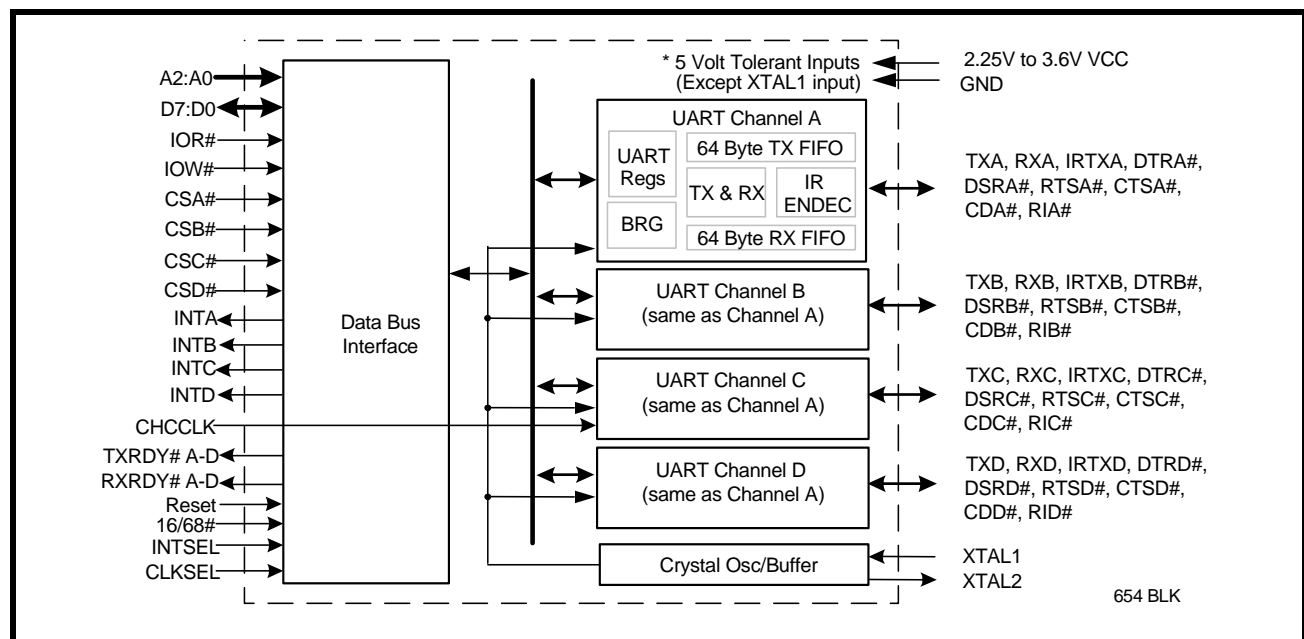 A2:A0
D7:D0
IOR#
IOW#
CSA#
CSB#
CSC#
CSD#
INTA
INTB
INTC
INTD
CHCCLK
TXRDY# A-D
RXRDY# A-D
Reset
16/68#
INTSEL
CLKSEL
Data Bus
Interface
* 5 Volt Tolerant Inputs
(Except XTAL1 input)
2.25V to 3.6V VCC
GND
UART Channel A
UART
Regs
BRG
64 Byte TX FIFO
TX & RX
IR
ENDEC
64 Byte RX FIFO
TXA, RXA, IRTXA, DTRA#,
DSRA#, RTSA#, CTSA#,
CDA#, RIA#
UART Channel B
(same as Channel A)
TXB, RXB, IRTXB, DTRB#,
DSRB#, RTSB#, CTSB#,
CDB#, RIB#
UART Channel C
(same as Channel A)
TXC, RXC, IRTXC, DTRC#,
DSRC#, RTSC#, CTSC#,
CDC#, RIC#
UART Channel D
(same as Channel A)
TXD, RXD, IRTXD, DTRD#,
DSRD#, RTSD#, CTSD#,
CDD#, RID#
Crystal Osc/Buffer
XTAL1
XTAL2
654 BLK